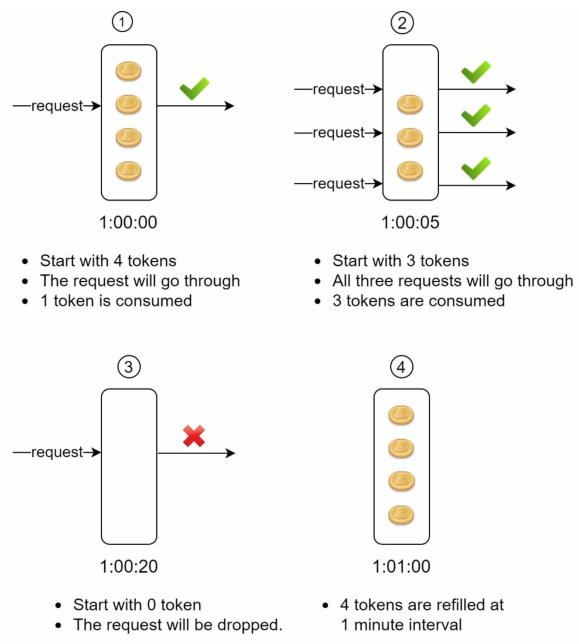 1
request
1:00:00
• Start with 4 tokens
• The request will go through
• 1 token is consumed
2
request
request
request
1:00:05
• Start with 3 tokens
• All three requests will go through
• 3 tokens are consumed
3
request
1:00:20
• Start with 0 token
• The request will be dropped.
4
1:01:00
• 4 tokens are refilled at
1 minute interval